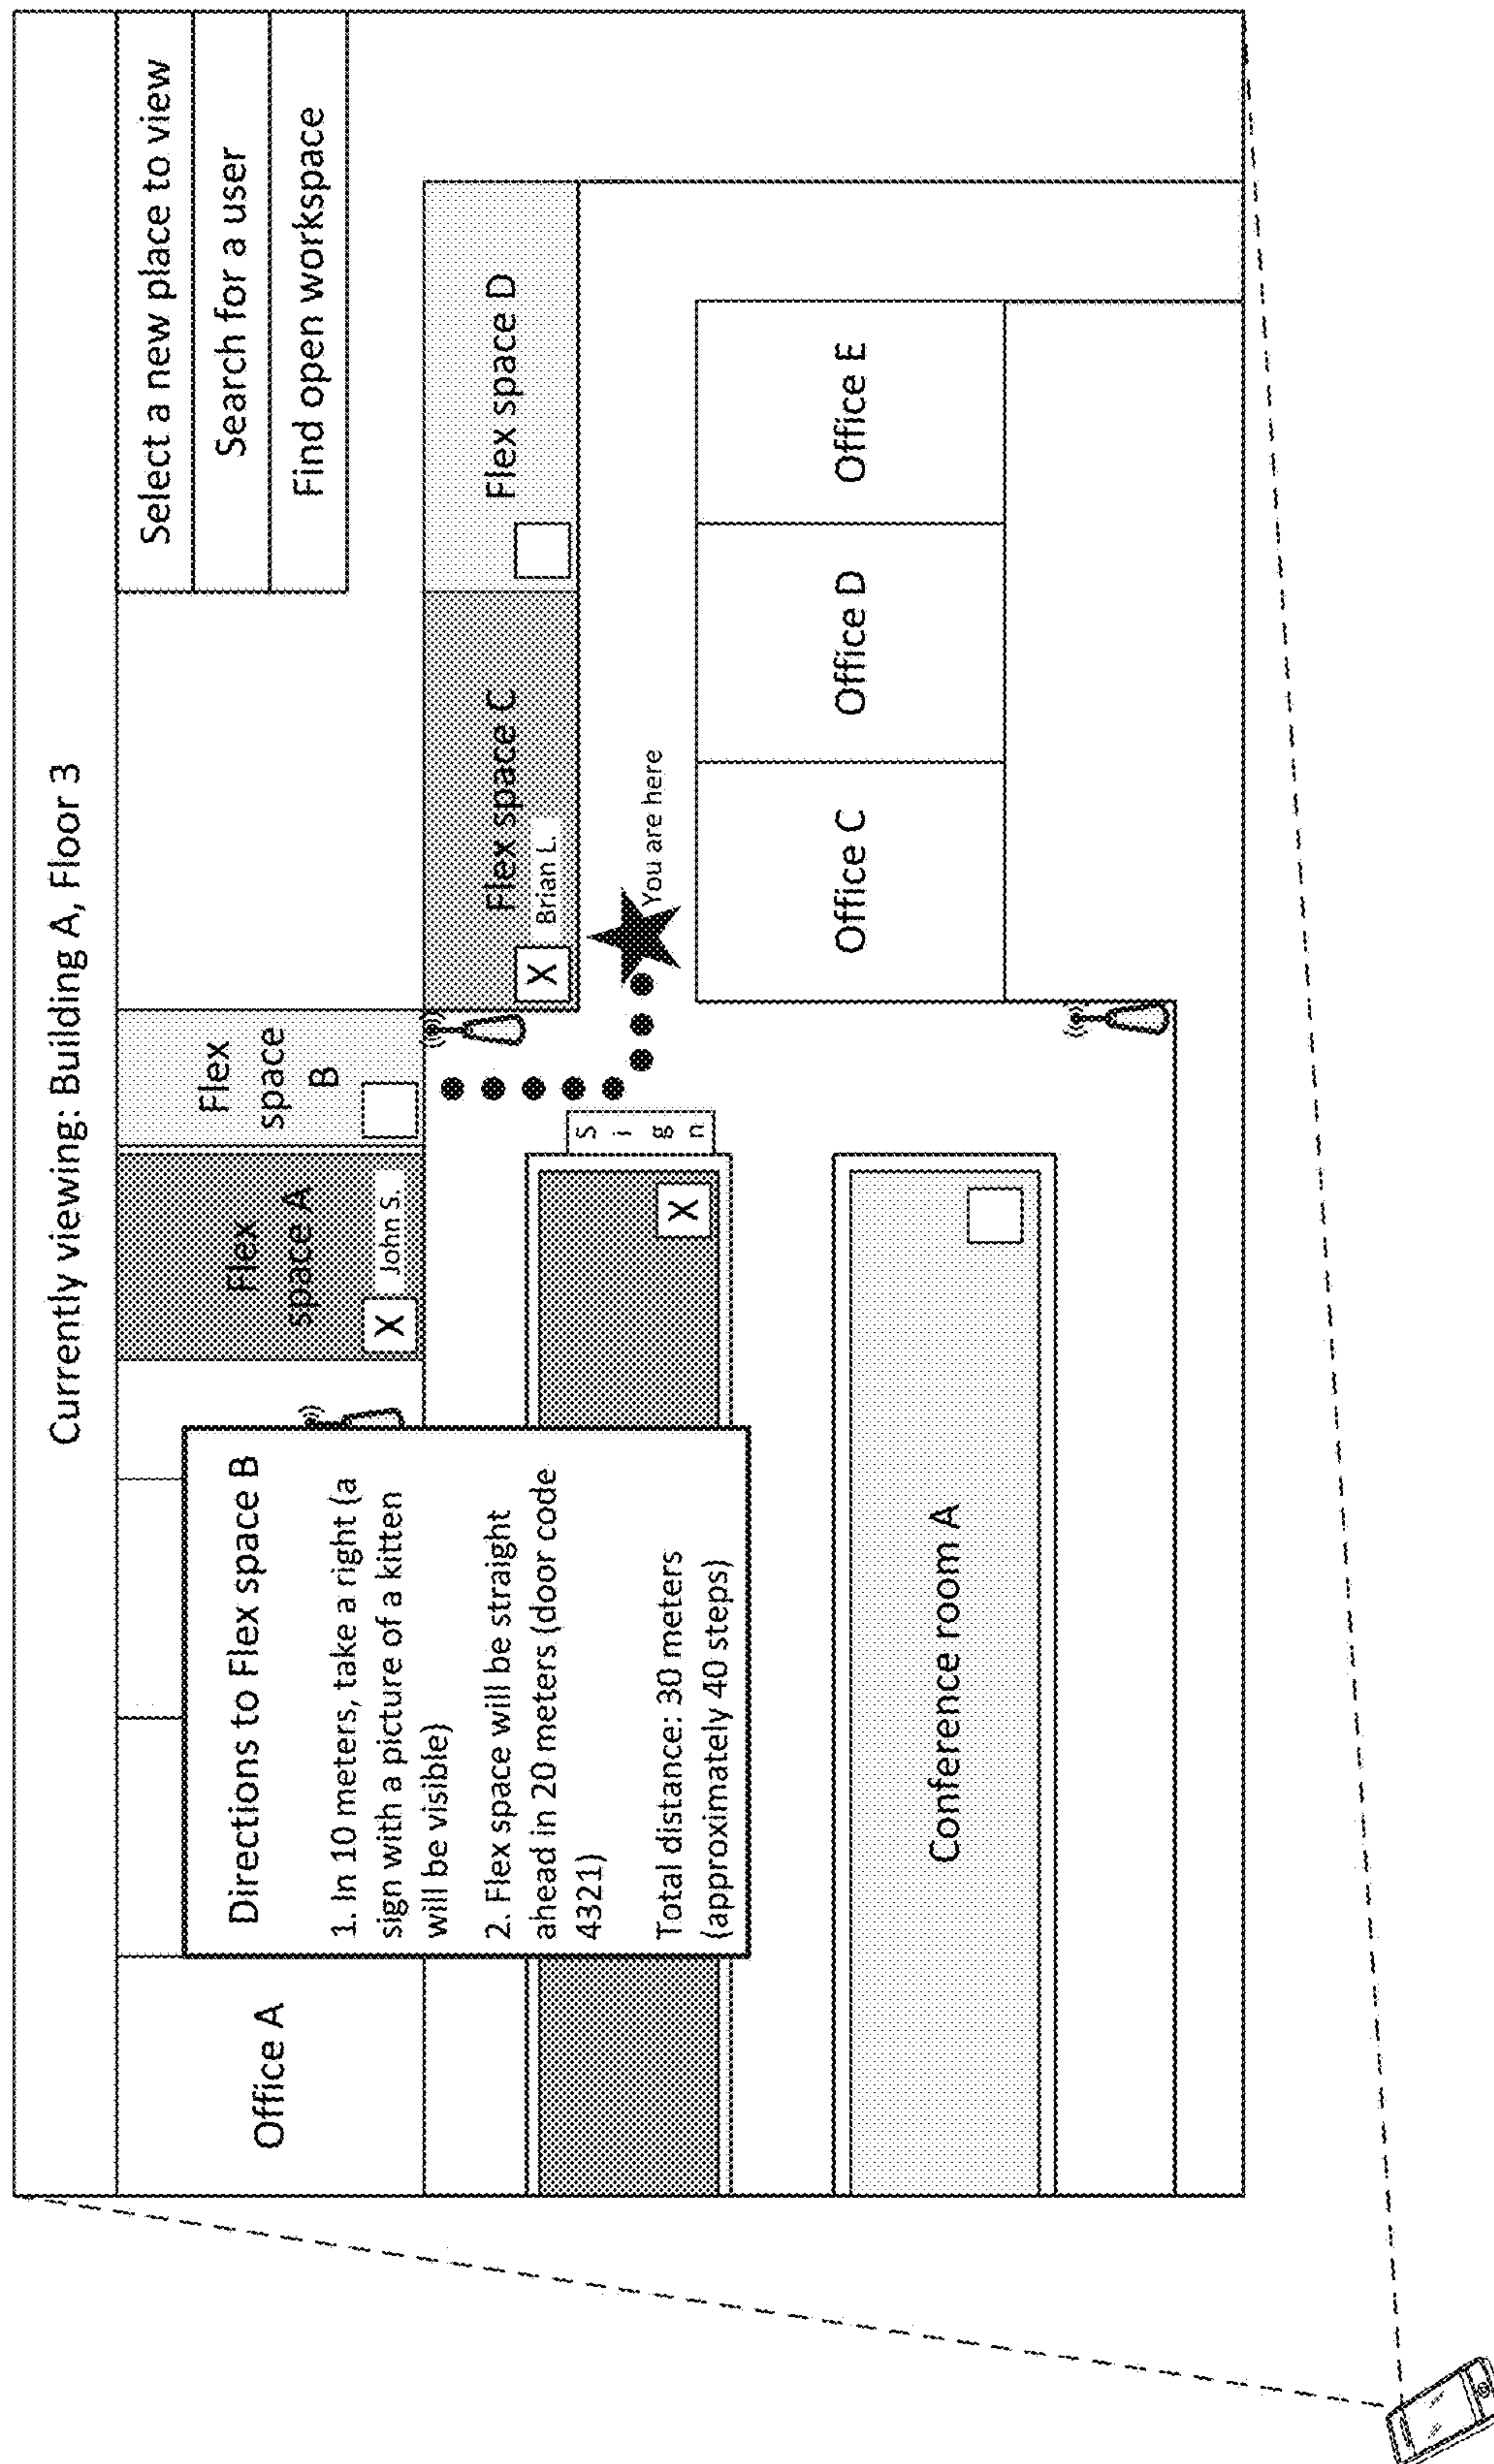 Currently viewing: Building A, Floor 3
Select a new place to view
Search for a user
Find open workspace
Office A
Flex
space A
X
John S.
Flex
space
B
Flex space C
X
Brian L.
Flex space D
You are here
Sign
X
Directions to Flex space B
1. In 10 meters, take a right (a
sign with a picture of a kitten
will be visible)
2. Flex space will be straight
ahead in 20 meters (door code
4321)
Total distance: 30 meters
(approximately 40 steps)
Office C
Office D
Office E
Conference room A